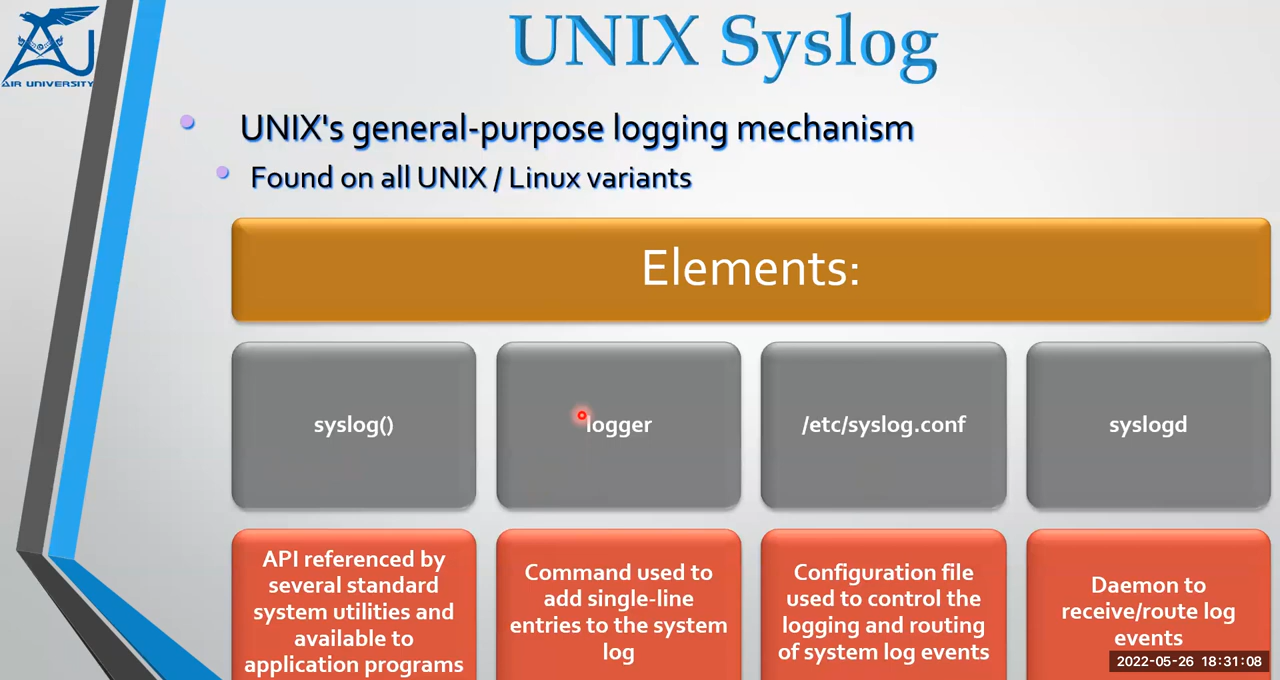 AIR UNIVERSITY
UNIX Syslog
UNIX's general-purpose logging mechanism
Found on all UNIX / Linux variants
Elements:
syslog()
logger
/etc/syslog.conf
syslogd
API referenced by
several standard
system utilities and
available to
application programs
Command used to
add single-line
entries to the system
log
Configuration file
used to control the
logging and routing
of system log events
Daemon to
receive/route log
events
2022-05-26 18:31:08